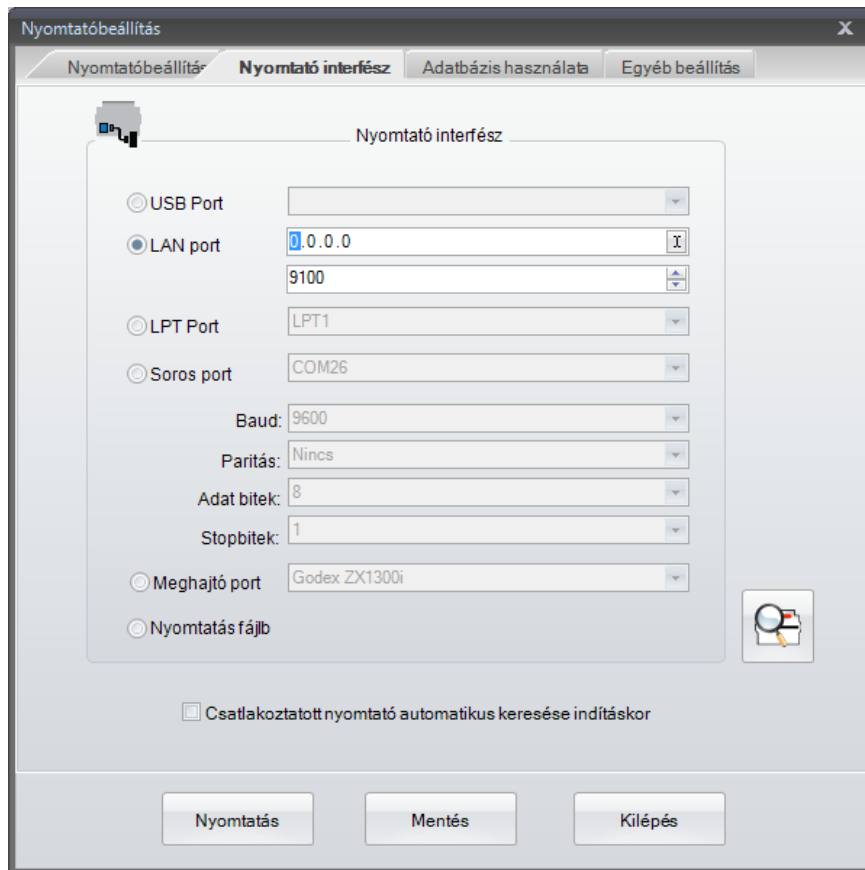 Nyomtatóbeállítás X
Nyomtatóbeállítás Nyomtató interfész Adatbázis használata Egyéb beállítás
Nyomtató interfész
USB Port
LAN port 0.0.0.0
9100
LPT Port LPT1
Soros port COM26
Baud: 9600
Paritás: Nincs
Adat bitek: 8
Stopbitek: 1
Meghajtó port Godex ZX1300i
Nyomtatás fájlb
Csatlakoztatott nyomtató automatikus keresése indításkor
Nyomtatás Mentés Kilépés